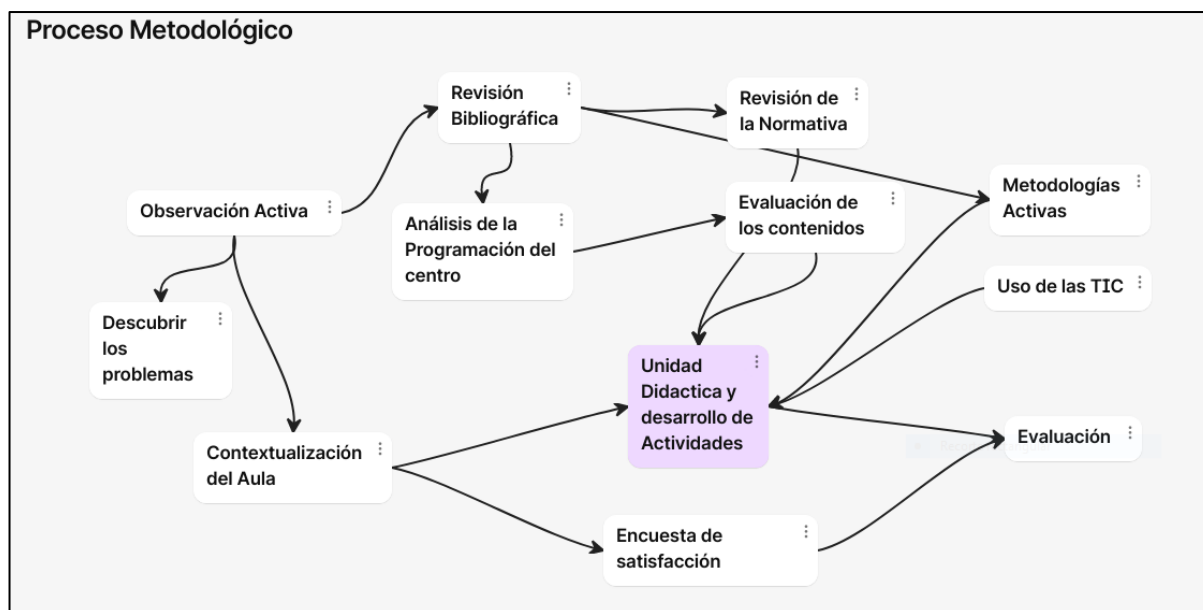 Proceso Metodológico
Revisión
Bibliográfica
Revisión de
la Normativa
Observación Activa
Análisis de la
Programación del
centro
Evaluación de
los contenidos
Metodologías
Activas
Uso de las TIC
Descubrir
los
problemas
Unidad
Didactica y
desarrollo de
Actividades
Contextualización
del Aula
Evaluación
Encuesta de
satisfacción